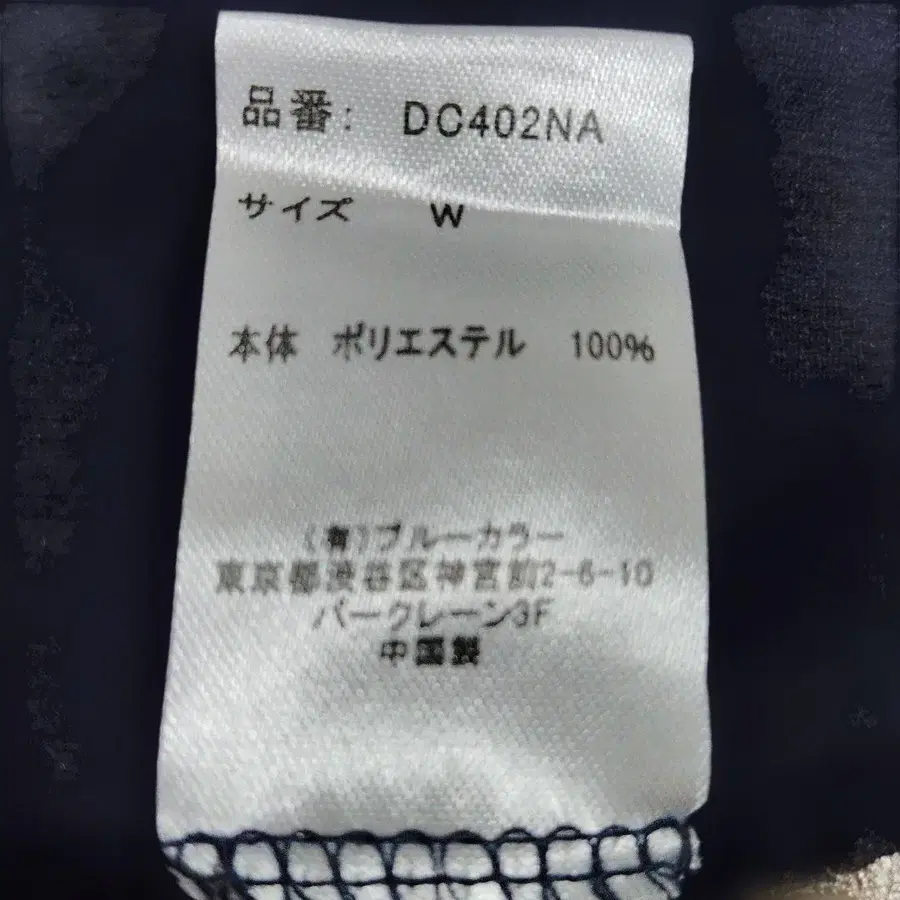 品番: DC402NA
サイズ W
本体 ポリエステル 100%
(有)ブルーカラー
東京都渋谷区神宮前2-6-10
パークレーン3F
中国製